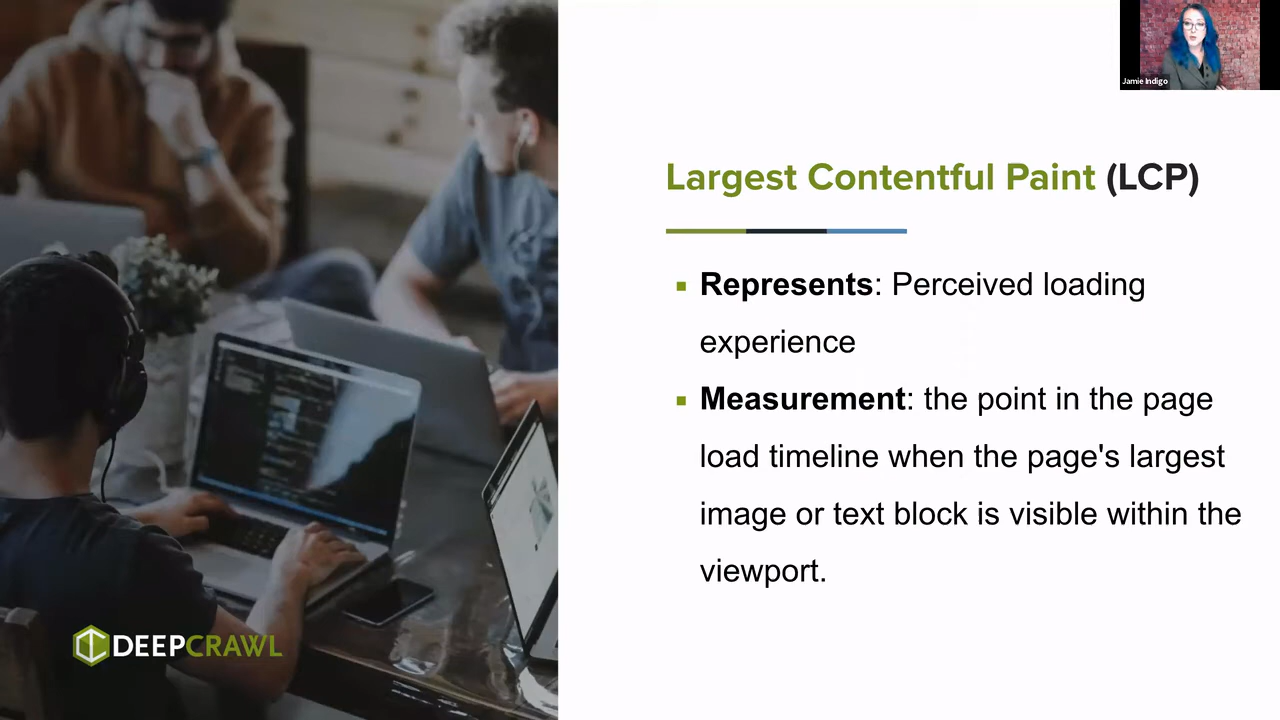 Jamie Indigo
Largest Contentful Paint (LCP)
▪ Represents: Perceived loading
experience
▪ Measurement: the point in the page
load timeline when the page's largest
image or text block is visible within the
viewport.
DEEPCRAWL